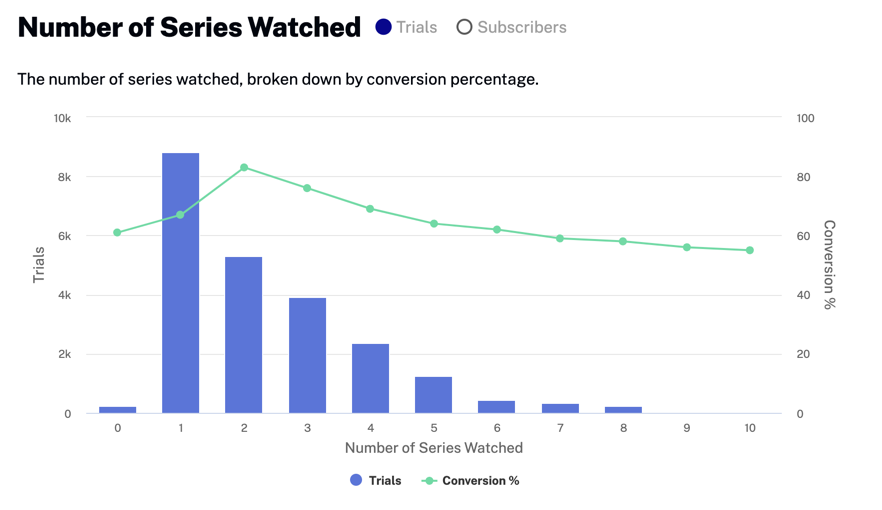 Number of Series Watched Trials Subscribers
The number of series watched, broken down by conversion percentage.
10k 100
8k 80
6k 60
4k 40
2k 20
0 0
Trials
Conversion %
0 1 2 3 4 5 6 7 8 9 10
Number of Series Watched
Trials Conversion %